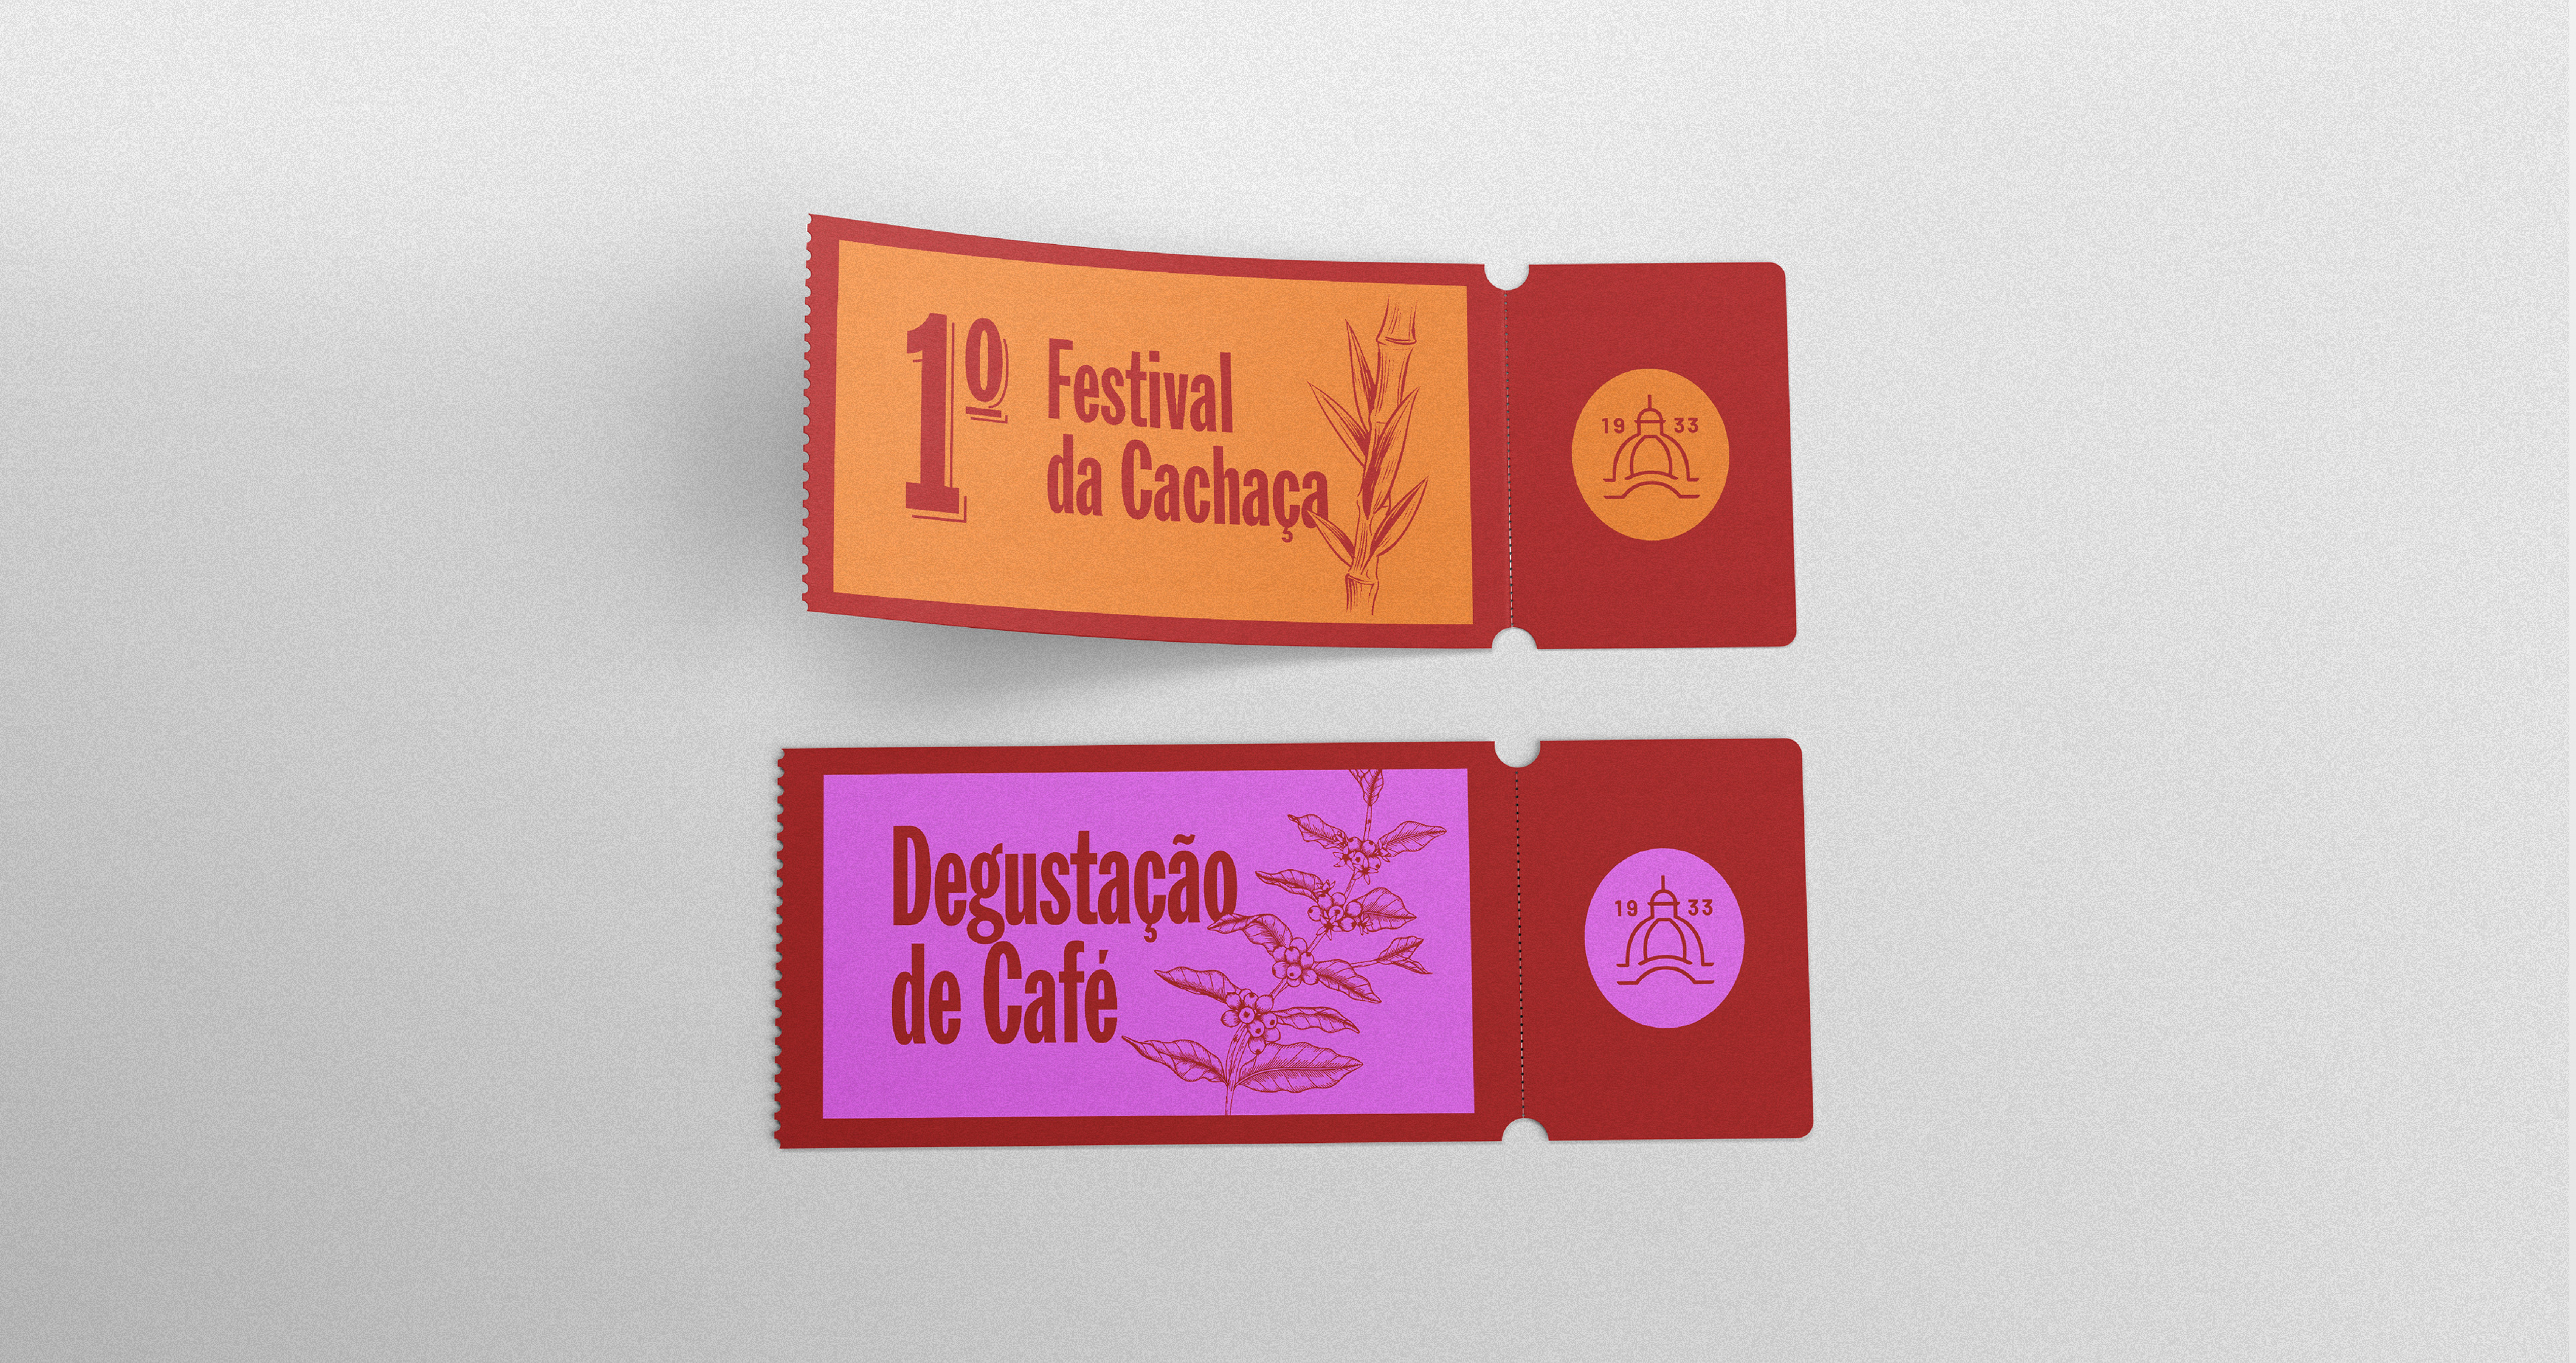 1º
Festival
da Cachaça
19 33
Degustação
de Café
19 33